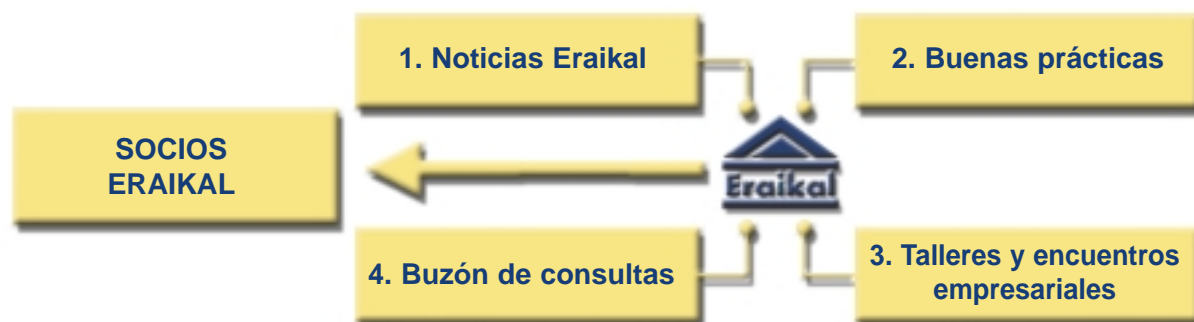 1. Noticias Eraikal
2. Buenas prácticas
SOCIOS
ERAIKAL
Eraikal
4. Buzón de consultas
3. Talleres y encuentros
empresariales